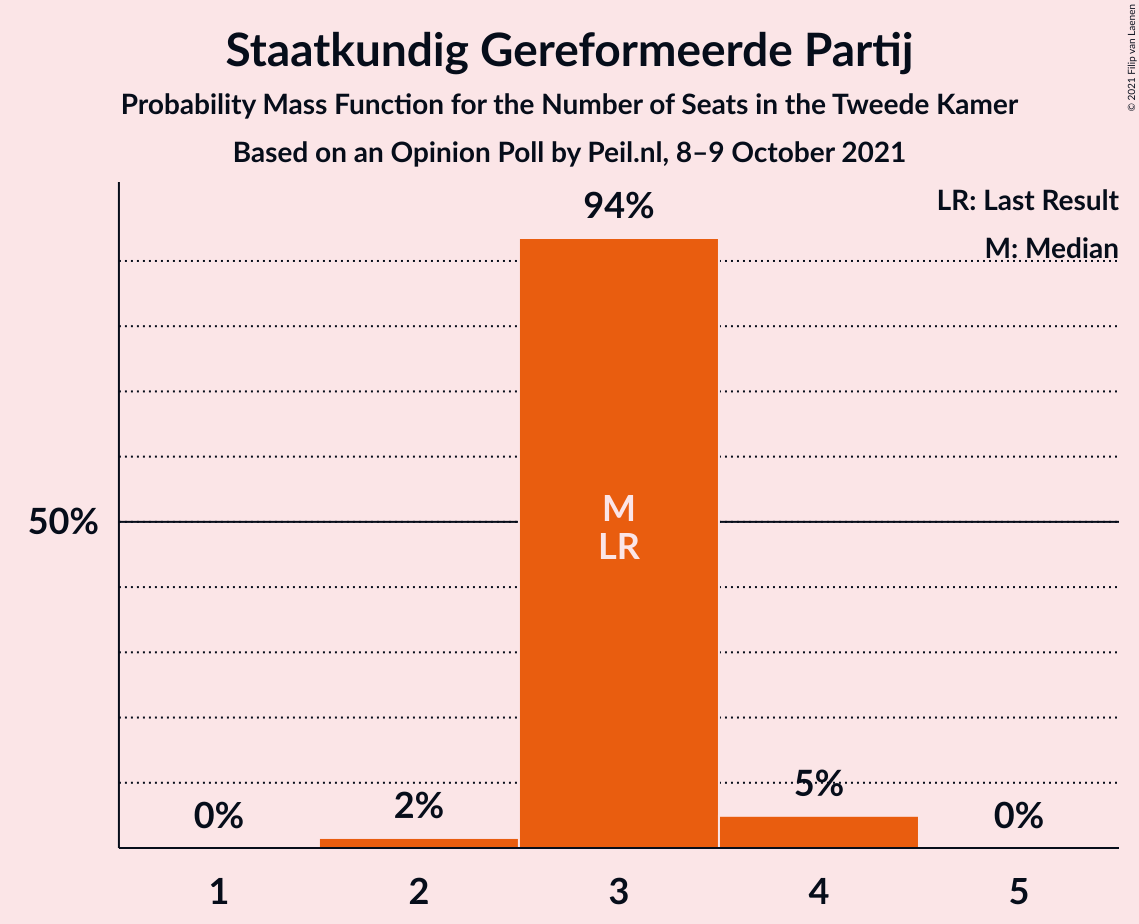 Staatkundig Gereformeerde Partij
Probability Mass Function for the Number of Seats in the Tweede Kamer
Based on an Opinion Poll by Peil.nl, 8–9 October 2021
© 2021 Filip van Laenen
LR: Last Result
M: Median
94%
50%
M
LR
0%
2%
5%
0%
1
2
3
4
5